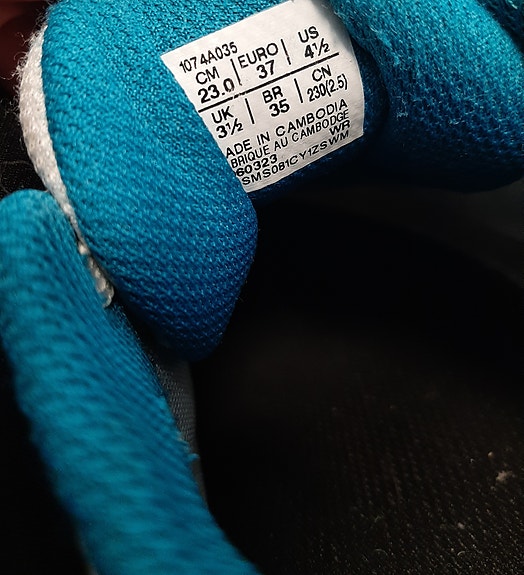 1074A035
CM EURO US
23.0 37 4½
UK BR CN
3½ 35 230(2.5)
ADE IN CAMBODIA
BRIQUE AU CAMBODGE
60323 WR
SMS081CY1ZSWM